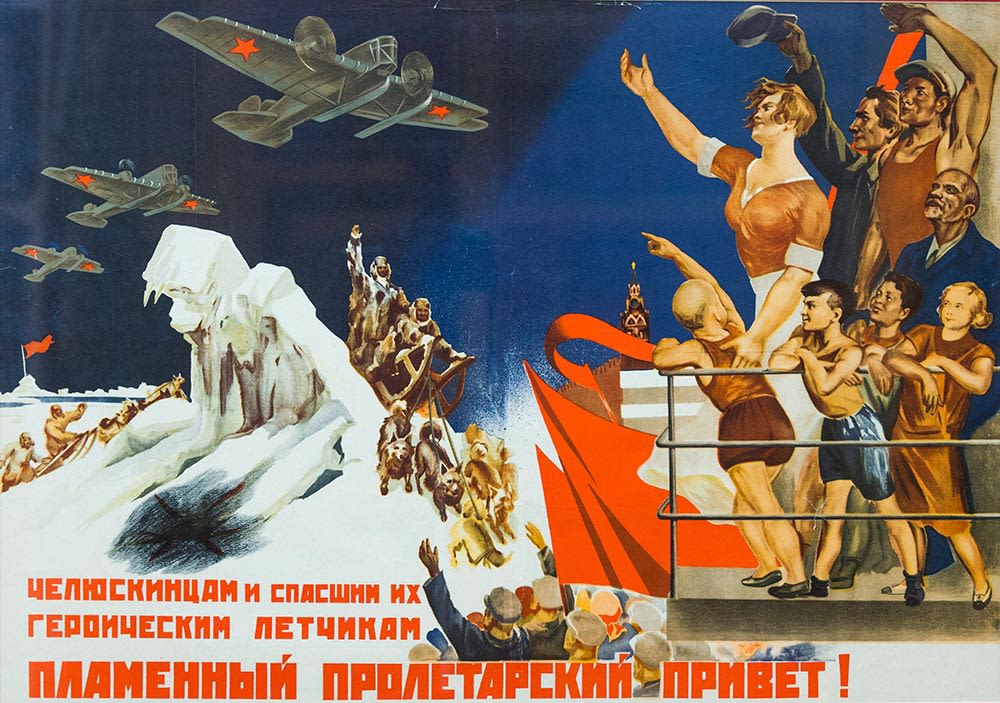 ЧЕЛЮСКИНЦАМ И СПАСШИМ ИХ
ГЕРОИЧЕСКИМ ЛЕТЧИКАМ
ПЛАМЕННЫЙ ПРОЛЕТАРСКИЙ ПРИВЕТ!